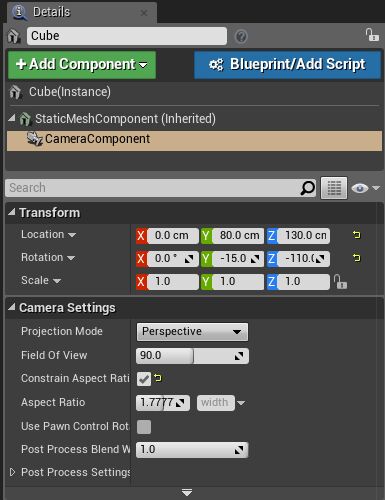 Details
Cube
+ Add Component
Blueprint/Add Script
Cube(Instance)
StaticMeshComponent (Inherited)
CameraComponent
Search
Transform
Location X 0.0 cm Y 80.0 cm Z 130.0 cm
Rotation X 0.0 ° Y -15.0 Z -110.0
Scale X 1.0 Y 1.0 Z 1.0
Camera Settings
Projection Mode Perspective
Field Of View 90.0
Constrain Aspect Rati
Aspect Ratio 1.7777 width
Use Pawn Control Rot
Post Process Blend W 1.0
Post Process Settings